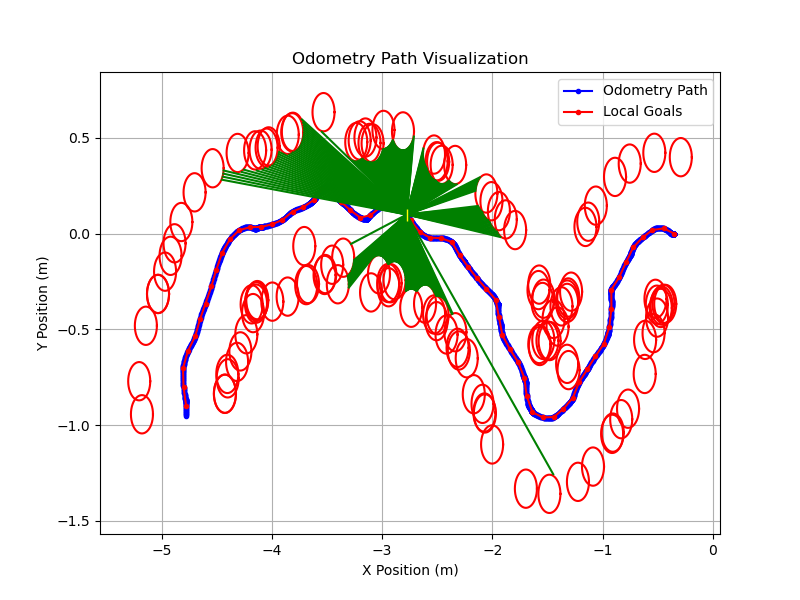 Odometry Path Visualization
Odometry Path
Local Goals
Y Position (m)
0.5
0.0
−0.5
−1.0
−1.5
−5
−4
−3
−2
−1
0
X Position (m)